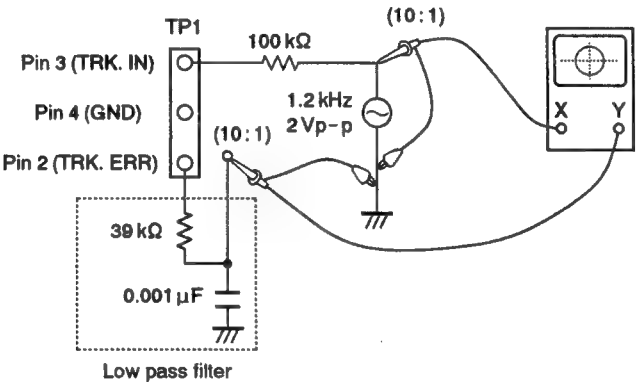 TP1
(10:1)
Pin 3 (TRK. IN)
100 kΩ
Pin 4 (GND)
1.2 kHz
2 Vp-p
X
Y
(10:1)
Pin 2 (TRK. ERR)
39 kΩ
0.001 μF
Low pass filter